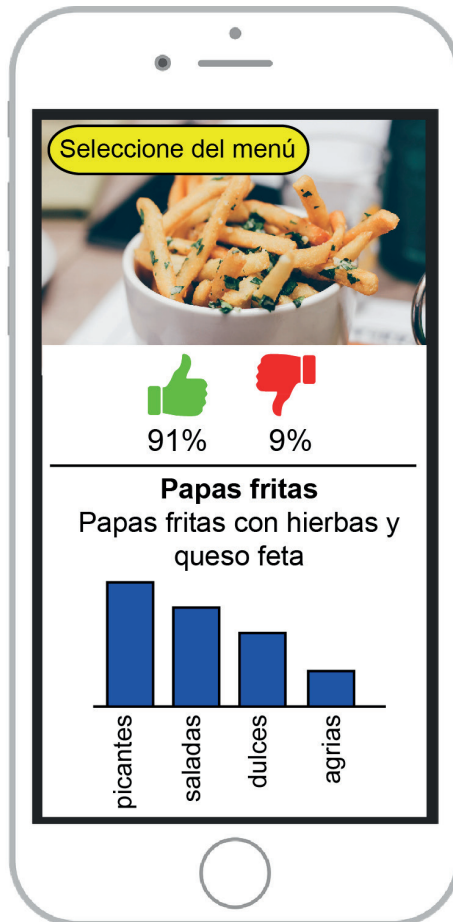 Seleccione del menú
91%
9%
Papas fritas
Papas fritas con hierbas y
queso feta
picantes
saladas
dulces
agrias